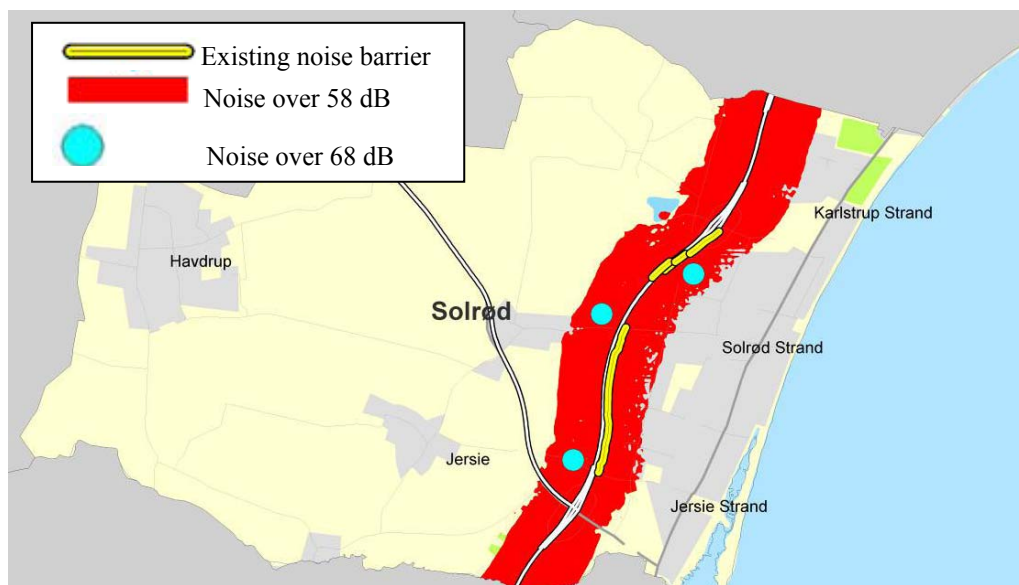 Existing noise barrier
Noise over 58 dB
Noise over 68 dB
Karlstrup Strand
Havdrup
Solrød
Solrød Strand
Jersie
Jersie Strand